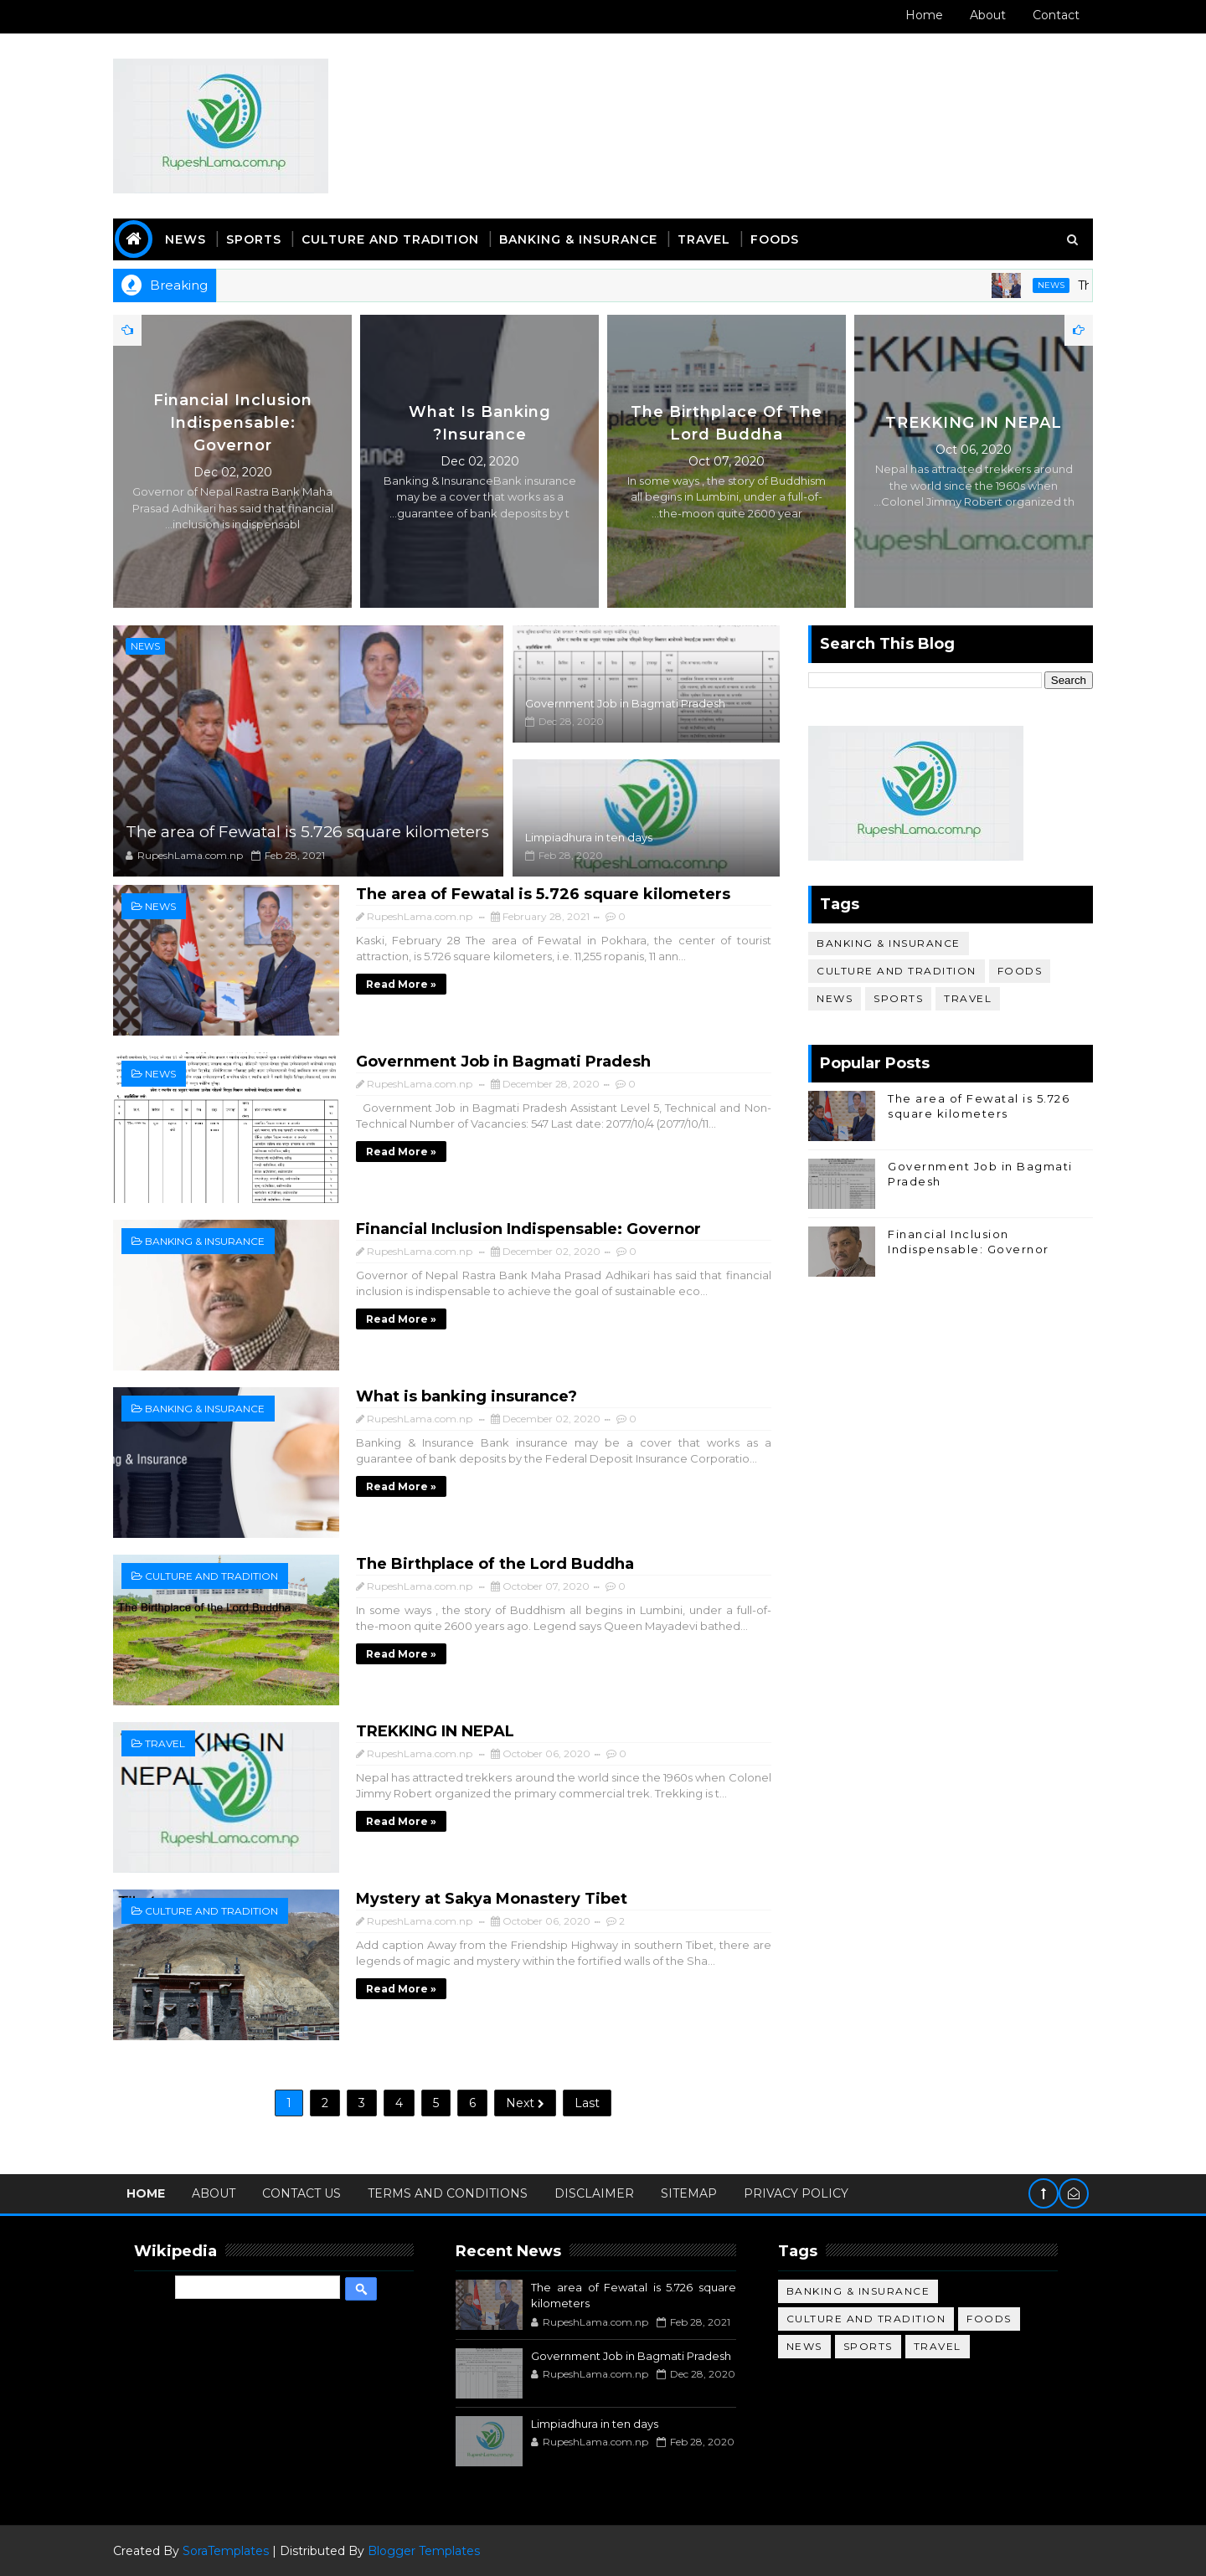 Home About Contact
RupeshLama.com.np
NEWS SPORTS CULTURE AND TRADITION BANKING & INSURANCE TRAVEL FOODS
Breaking
NEWS Th
Financial Inclusion
Indispensable:
Governor
Dec 02, 2020
Governor of Nepal Rastra Bank Maha
Prasad Adhikari has said that financial
...inclusion is indispensabl
What Is Banking
?Insurance
Dec 02, 2020
Banking & InsuranceBank insurance
may be a cover that works as a
...guarantee of bank deposits by t
The Birthplace Of The
Lord Buddha
Oct 07, 2020
In some ways , the story of Buddhism
all begins in Lumbini, under a full-of-
...the-moon quite 2600 year
TREKKING IN NEPAL
Oct 06, 2020
Nepal has attracted trekkers around
the world since the 1960s when
...Colonel Jimmy Robert organized th
NEWS
The area of Fewatal is 5.726 square kilometers
RupeshLama.com.np Feb 28, 2021
Government Job in Bagmati Pradesh
Dec 28, 2020
Limpiadhura in ten days
Feb 28, 2020
RupeshLama.com.np
Search This Blog
Search
RupeshLama.com.np
Tags
BANKING & INSURANCE
CULTURE AND TRADITION FOODS
NEWS SPORTS TRAVEL
Popular Posts
The area of Fewatal is 5.726
square kilometers
Government Job in Bagmati
Pradesh
Financial Inclusion
Indispensable: Governor
NEWS
The area of Fewatal is 5.726 square kilometers
RupeshLama.com.np – February 28, 2021 – 0
Kaski, February 28 The area of Fewatal in Pokhara, the center of tourist
attraction, is 5.726 square kilometers, i.e. 11,255 ropanis, 11 ann...
Read More »
NEWS
Government Job in Bagmati Pradesh
RupeshLama.com.np – December 28, 2020 – 0
Government Job in Bagmati Pradesh Assistant Level 5, Technical and Non-
Technical Number of Vacancies: 547 Last date: 2077/10/4 (2077/10/11...
Read More »
BANKING & INSURANCE
Financial Inclusion Indispensable: Governor
RupeshLama.com.np – December 02, 2020 – 0
Governor of Nepal Rastra Bank Maha Prasad Adhikari has said that financial
inclusion is indispensable to achieve the goal of sustainable eco...
Read More »
BANKING & INSURANCE
ng & Insurance
What is banking insurance?
RupeshLama.com.np – December 02, 2020 – 0
Banking & Insurance Bank insurance may be a cover that works as a
guarantee of bank deposits by the Federal Deposit Insurance Corporatio...
Read More »
CULTURE AND TRADITION
The Birthplace of the Lord Buddha
The Birthplace of the Lord Buddha
RupeshLama.com.np – October 07, 2020 – 0
In some ways , the story of Buddhism all begins in Lumbini, under a full-of-
the-moon quite 2600 years ago. Legend says Queen Mayadevi bathed...
Read More »
TRAVEL
KING IN
NEPAL
RupeshLama.com.np
TREKKING IN NEPAL
RupeshLama.com.np – October 06, 2020 – 0
Nepal has attracted trekkers around the world since the 1960s when Colonel
Jimmy Robert organized the primary commercial trek. Trekking is t...
Read More »
CULTURE AND TRADITION
Mystery at Sakya Monastery Tibet
RupeshLama.com.np – October 06, 2020 – 2
Add caption Away from the Friendship Highway in southern Tibet, there are
legends of magic and mystery within the fortified walls of the Sha...
Read More »
1 2 3 4 5 6 Next Last
HOME ABOUT CONTACT US TERMS AND CONDITIONS DISCLAIMER SITEMAP PRIVACY POLICY
Wikipedia
Recent News
The area of Fewatal is 5.726 square
kilometers
RupeshLama.com.np Feb 28, 2021
Government Job in Bagmati Pradesh
RupeshLama.com.np Dec 28, 2020
Limpiadhura in ten days
RupeshLama.com.np Feb 28, 2020
Tags
BANKING & INSURANCE
CULTURE AND TRADITION FOODS
NEWS SPORTS TRAVEL
Created By SoraTemplates | Distributed By Blogger Templates